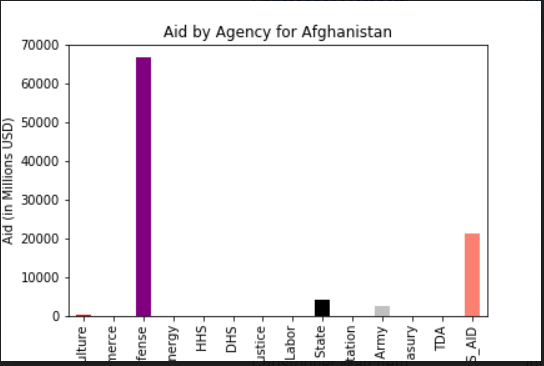 Aid by Agency for Afghanistan
Aid (in Millions USD)
70000
60000
50000
40000
30000
20000
10000
0
ulture
merce
fense
nergy
HHS
DHS
ustice
Labor
State
tation
Army
asury
TDA
S_AID